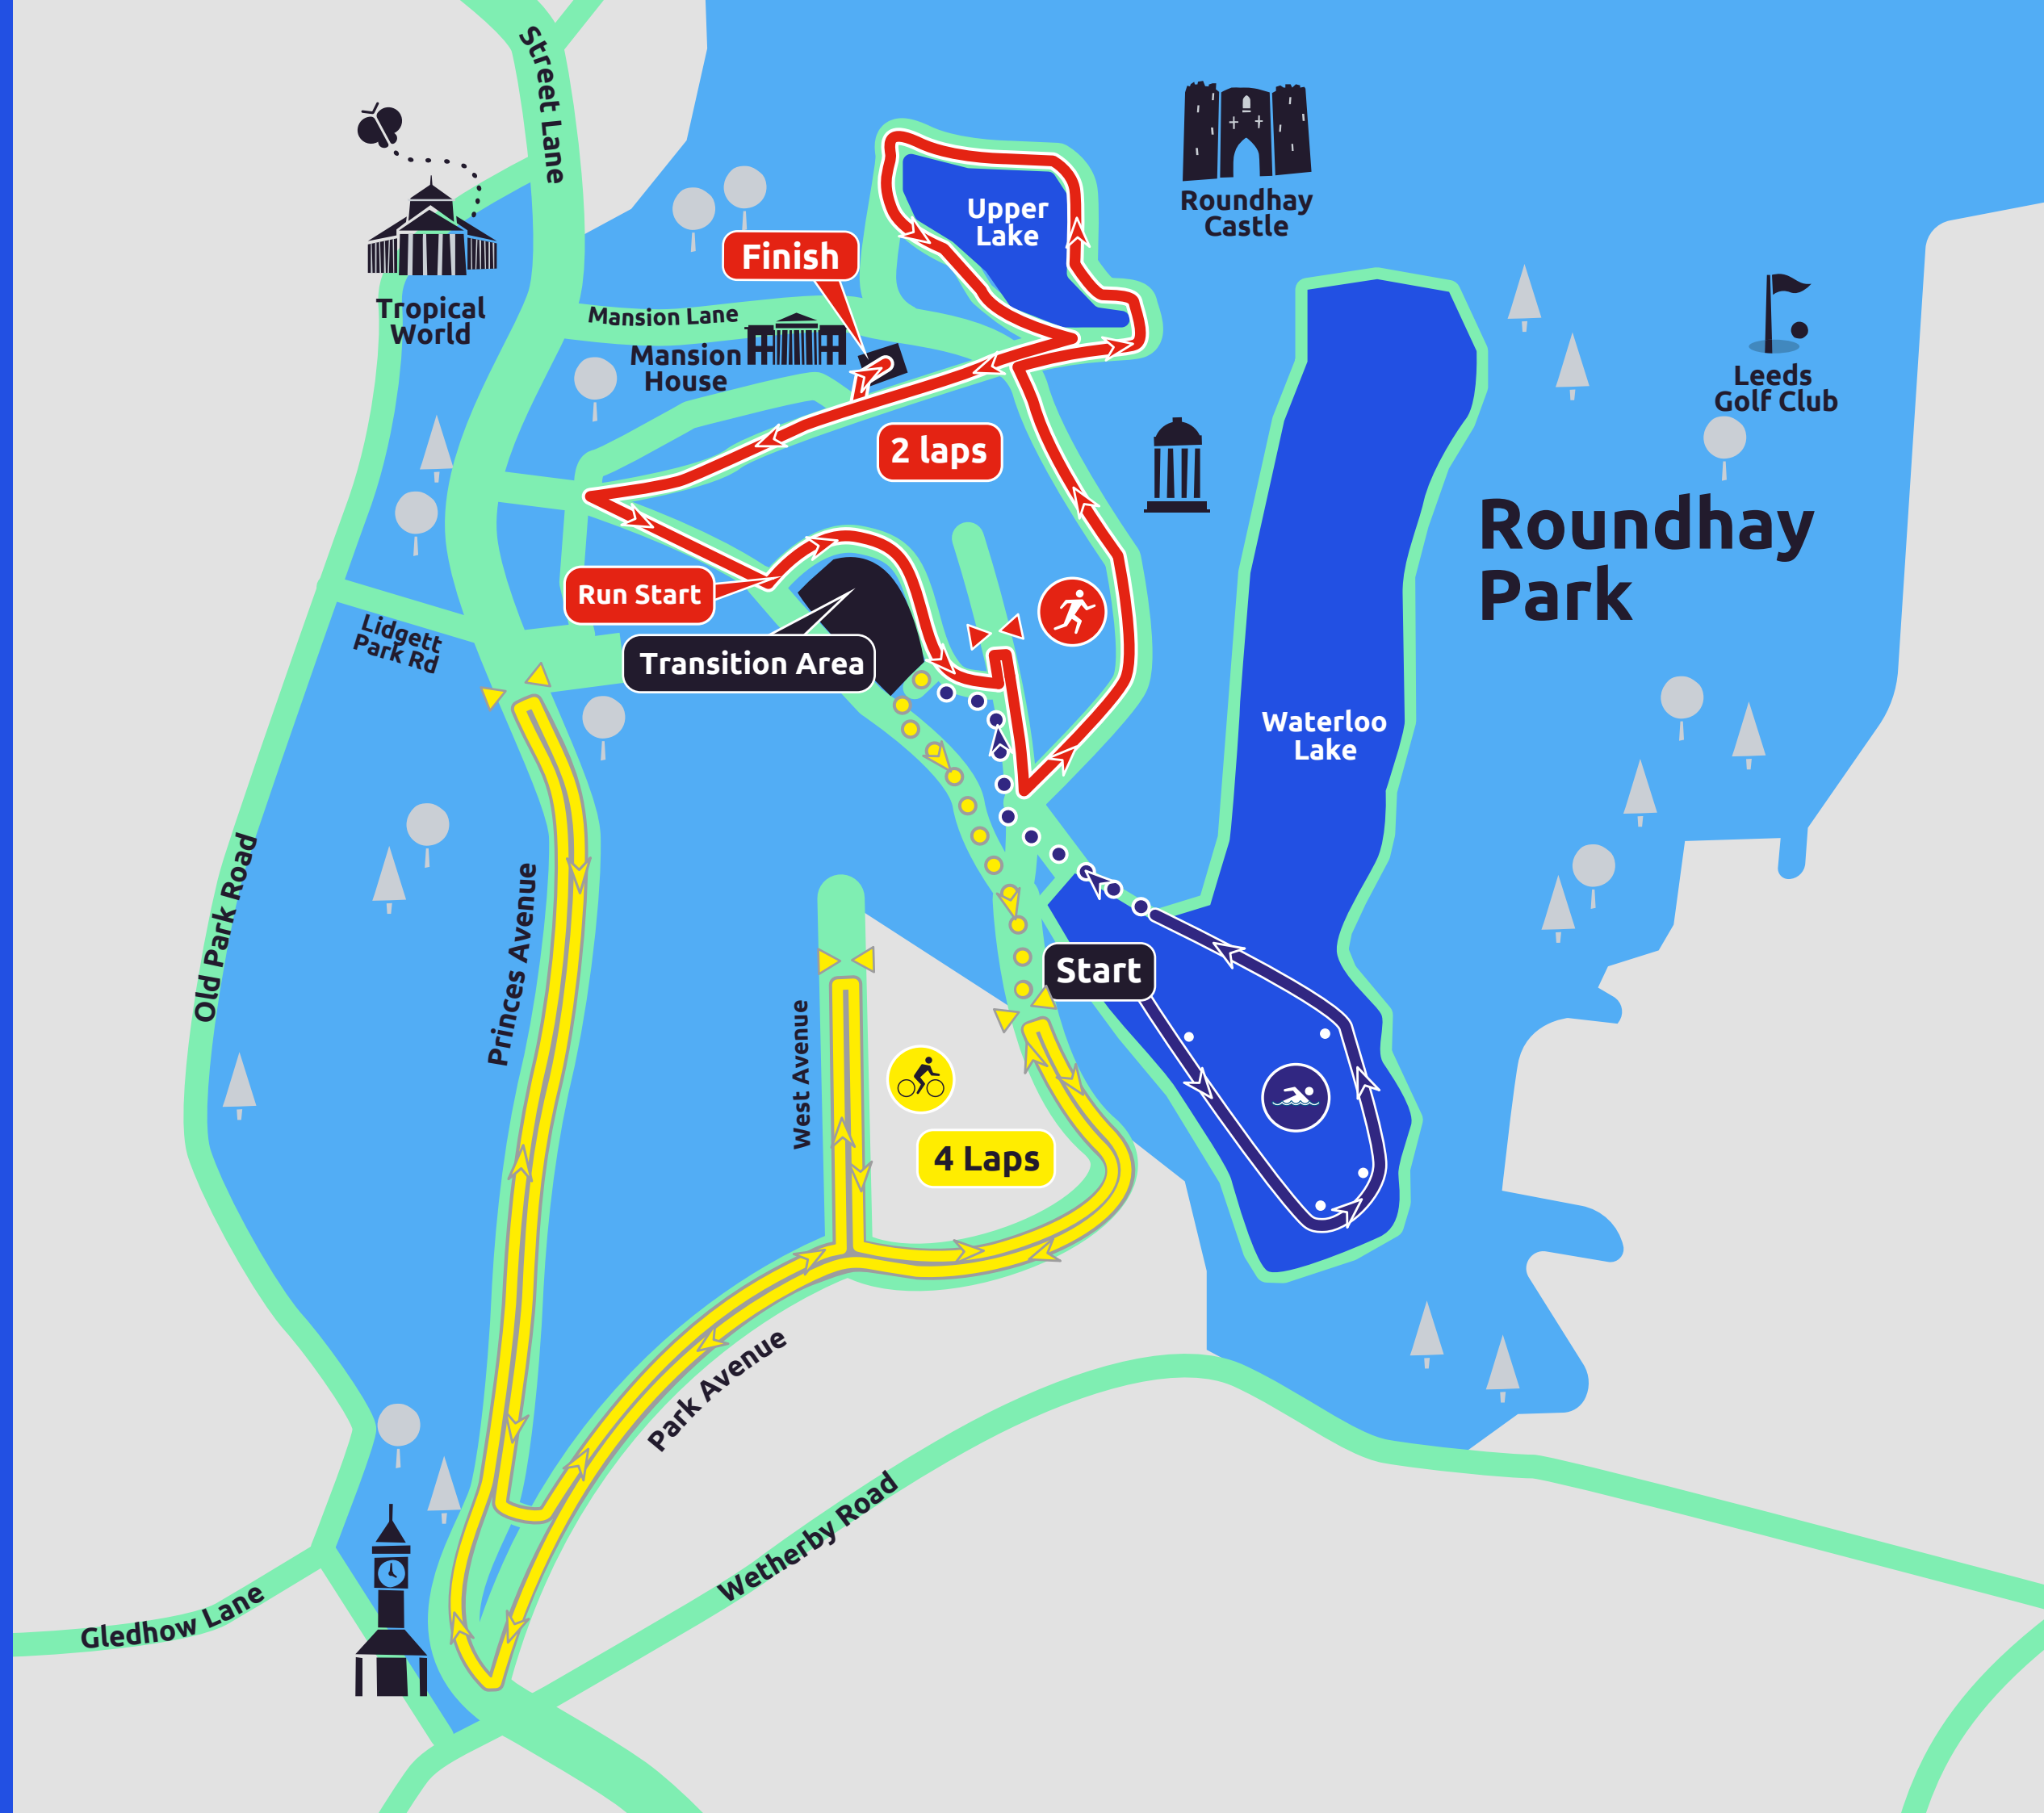 Street Lane
Tropical
World
Finish
Upper
Lake
Roundhay
Castle
Mansion Lane
Mansion
House
Leeds
Golf Club
2 laps
Roundhay
Park
Run Start
Lidgett
Park Rd
Transition Area
Waterloo
Lake
Old Park Road
Princes Avenue
Start
West Avenue
4 Laps
Park Avenue
Wetherby Road
Gledhow Lane